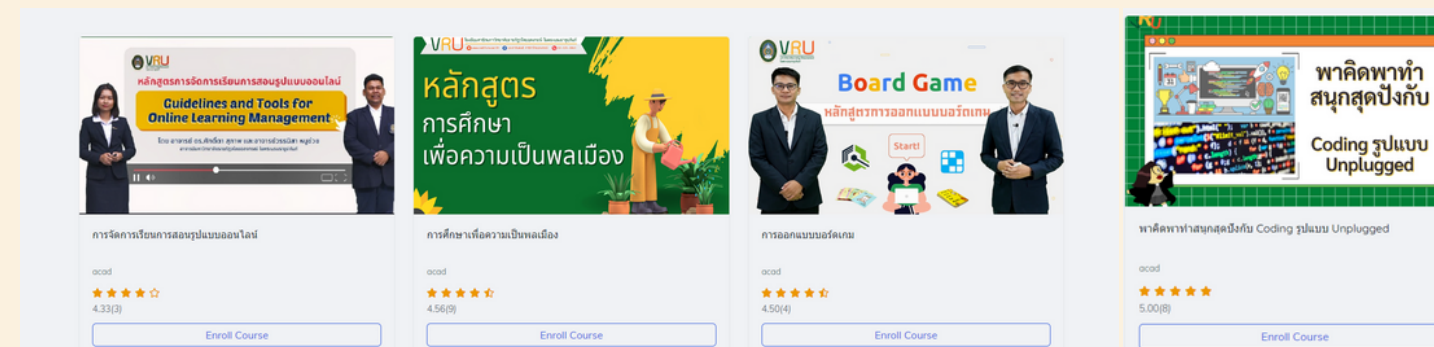 VRU
หลักสูตรการจัดการเรียนการสอนรูปแบบออนไลน์
Guidelines and Tools for
Online Learning Management
การจัดการเรียนการสอนรูปแบบออนไลน์
acad
4.33(3)
Enroll Course
VRU
หลักสูตร
การศึกษา
เพื่อความเป็นพลเมือง
การศึกษาเพื่อความเป็นพลเมือง
acad
4.56(9)
Enroll Course
VRU
Board Game
หลักสูตรการออกแบบบอร์ดเกม
Start!
การออกแบบบอร์ดเกม
acad
4.50(4)
Enroll Course
พาคิดพาทำ
สนุกสุดปังกับ
Coding รูปแบบ
Unplugged
พาคิดพาทำสนุกสุดปังกับ Coding รูปแบบ Unplugged
acad
5.00(8)
Enroll Course